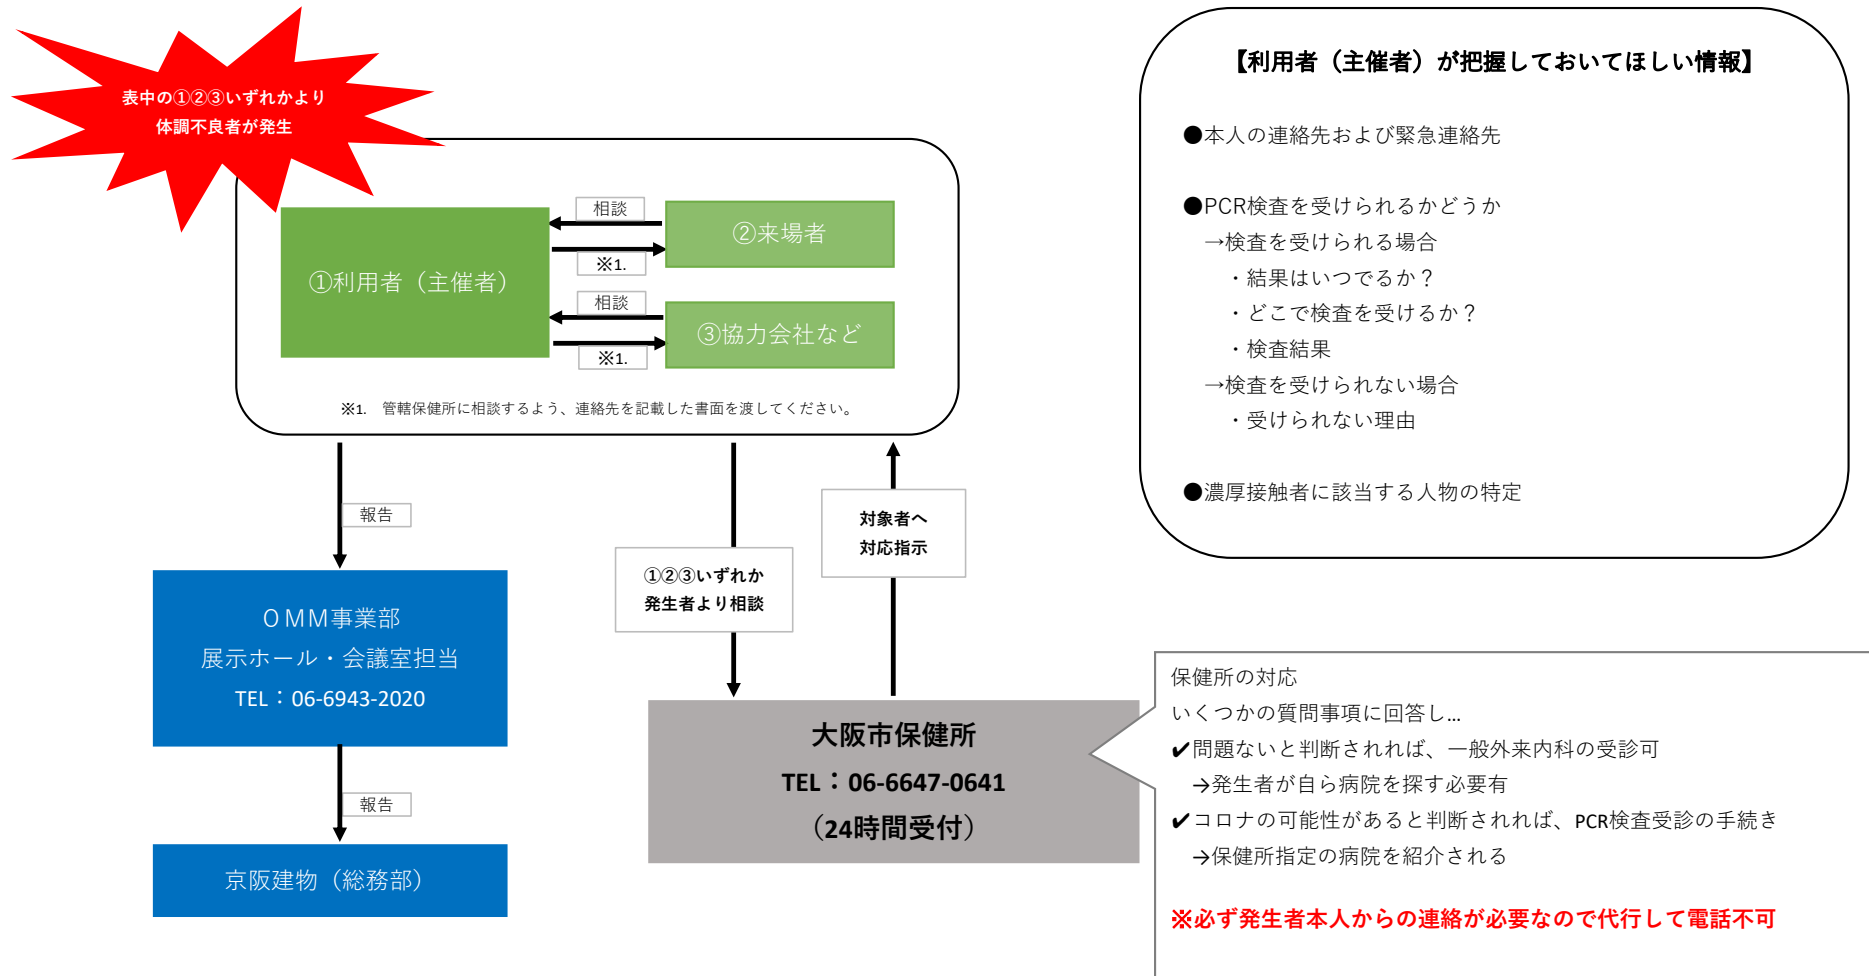 表中の①②③いずれかより
体調不良者が発生
①利用者（主催者）
相談
※1.
②来場者
相談
※1.
③協力会社など
※1.　管轄保健所に相談するよう、連絡先を記載した書面を渡してください。
報告
ＯＭＭ事業部
展示ホール・会議室担当
TEL：06-6943-2020
報告
京阪建物（総務部）
①②③いずれか
発生者より相談
対象者へ
対応指示
大阪市保健所
TEL：06-6647-0641
（24時間受付）
【利用者（主催者）が把握しておいてほしい情報】
●本人の連絡先および緊急連絡先
●PCR検査を受けられるかどうか
→検査を受けられる場合
・結果はいつでるか？
・どこで検査を受けるか？
・検査結果
→検査を受けられない場合
・受けられない理由
●濃厚接触者に該当する人物の特定
保健所の対応
いくつかの質問事項に回答し…
✔問題ないと判断されれば、一般外来内科の受診可
→発生者が自ら病院を探す必要有
✔コロナの可能性があると判断されれば、PCR検査受診の手続き
→保健所指定の病院を紹介される
※必ず発生者本人からの連絡が必要なので代行して電話不可